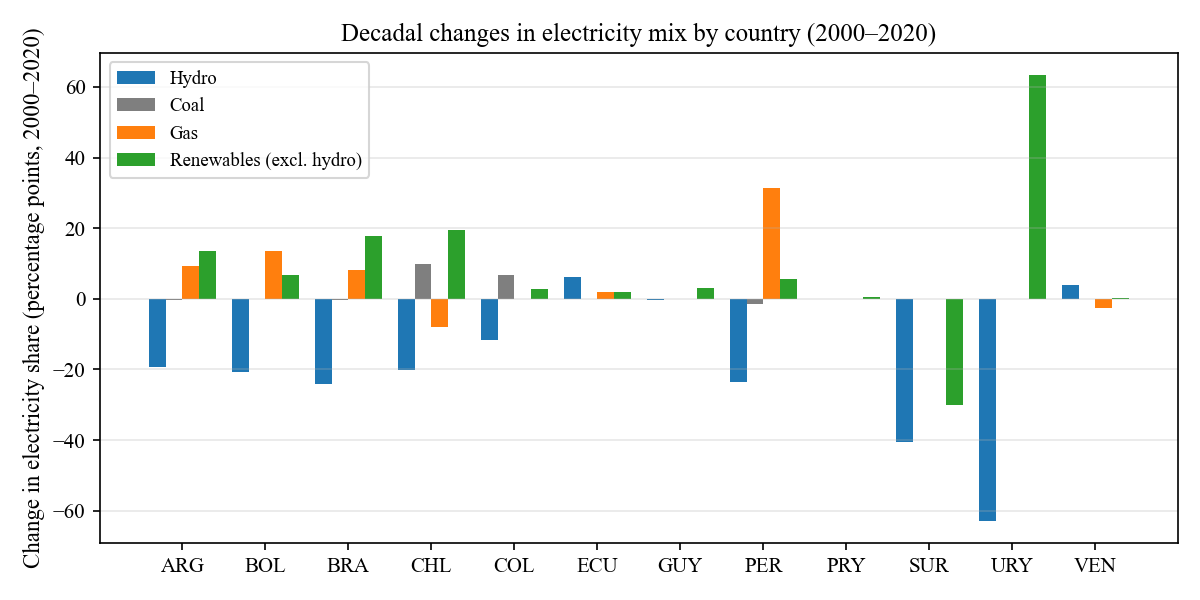 Decadal changes in electricity mix by country (2000–2020)
Change in electricity share (percentage points, 2000–2020)
Hydro
Coal
Gas
Renewables (excl. hydro)
60
40
20
0
−20
−40
−60
ARG BOL BRA CHL COL ECU GUY PER PRY SUR URY VEN